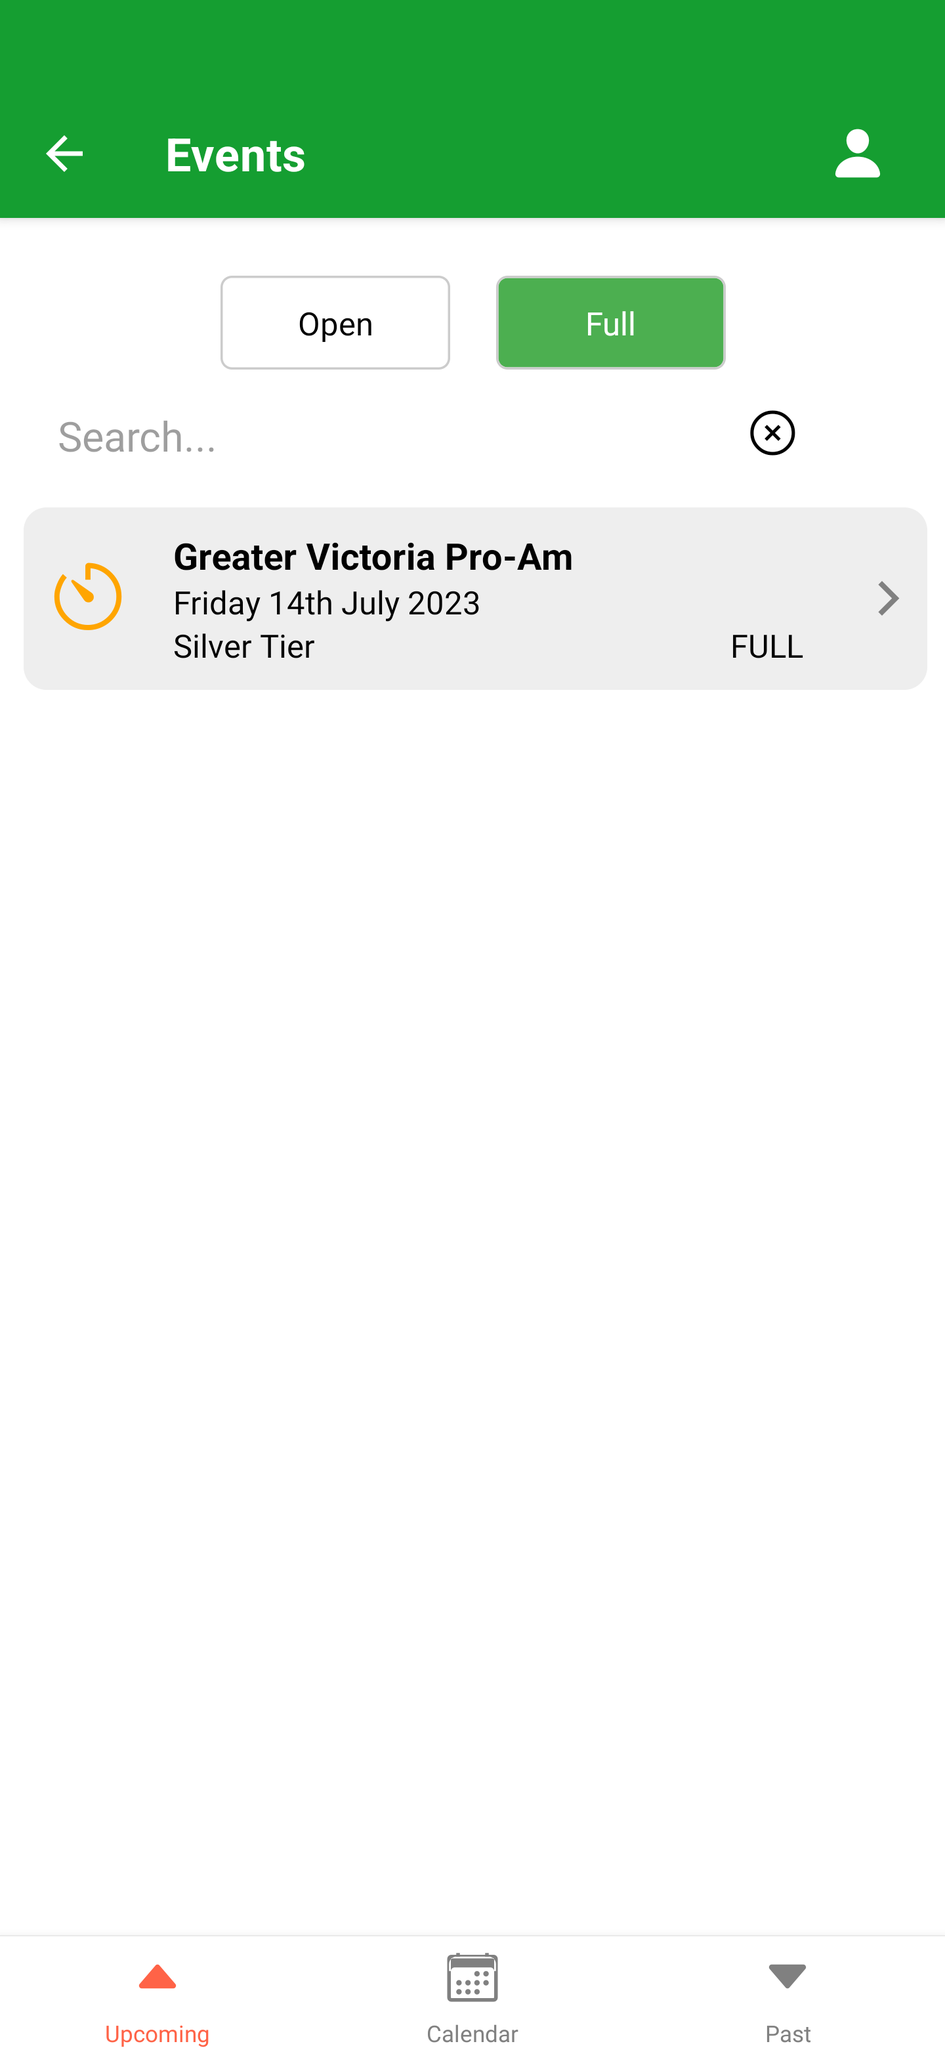 Events
Open
Full
Search...
Greater Victoria Pro-Am
Friday 14th July 2023
Silver Tier
FULL
Upcoming
Calendar
Past